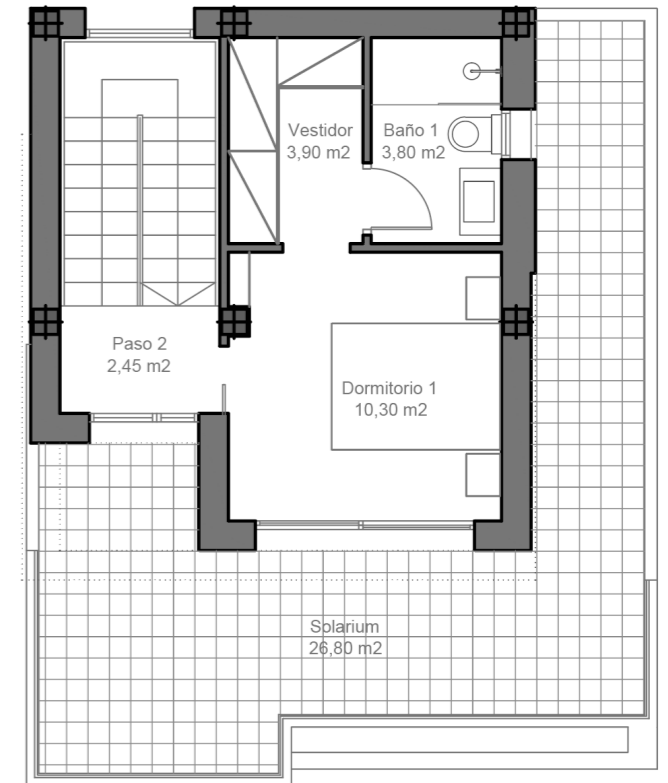 Vestidor
3,90 m2
Baño 1
3,80 m2
Paso 2
2,45 m2
Dormitorio 1
10,30 m2
Solarium
26,80 m2